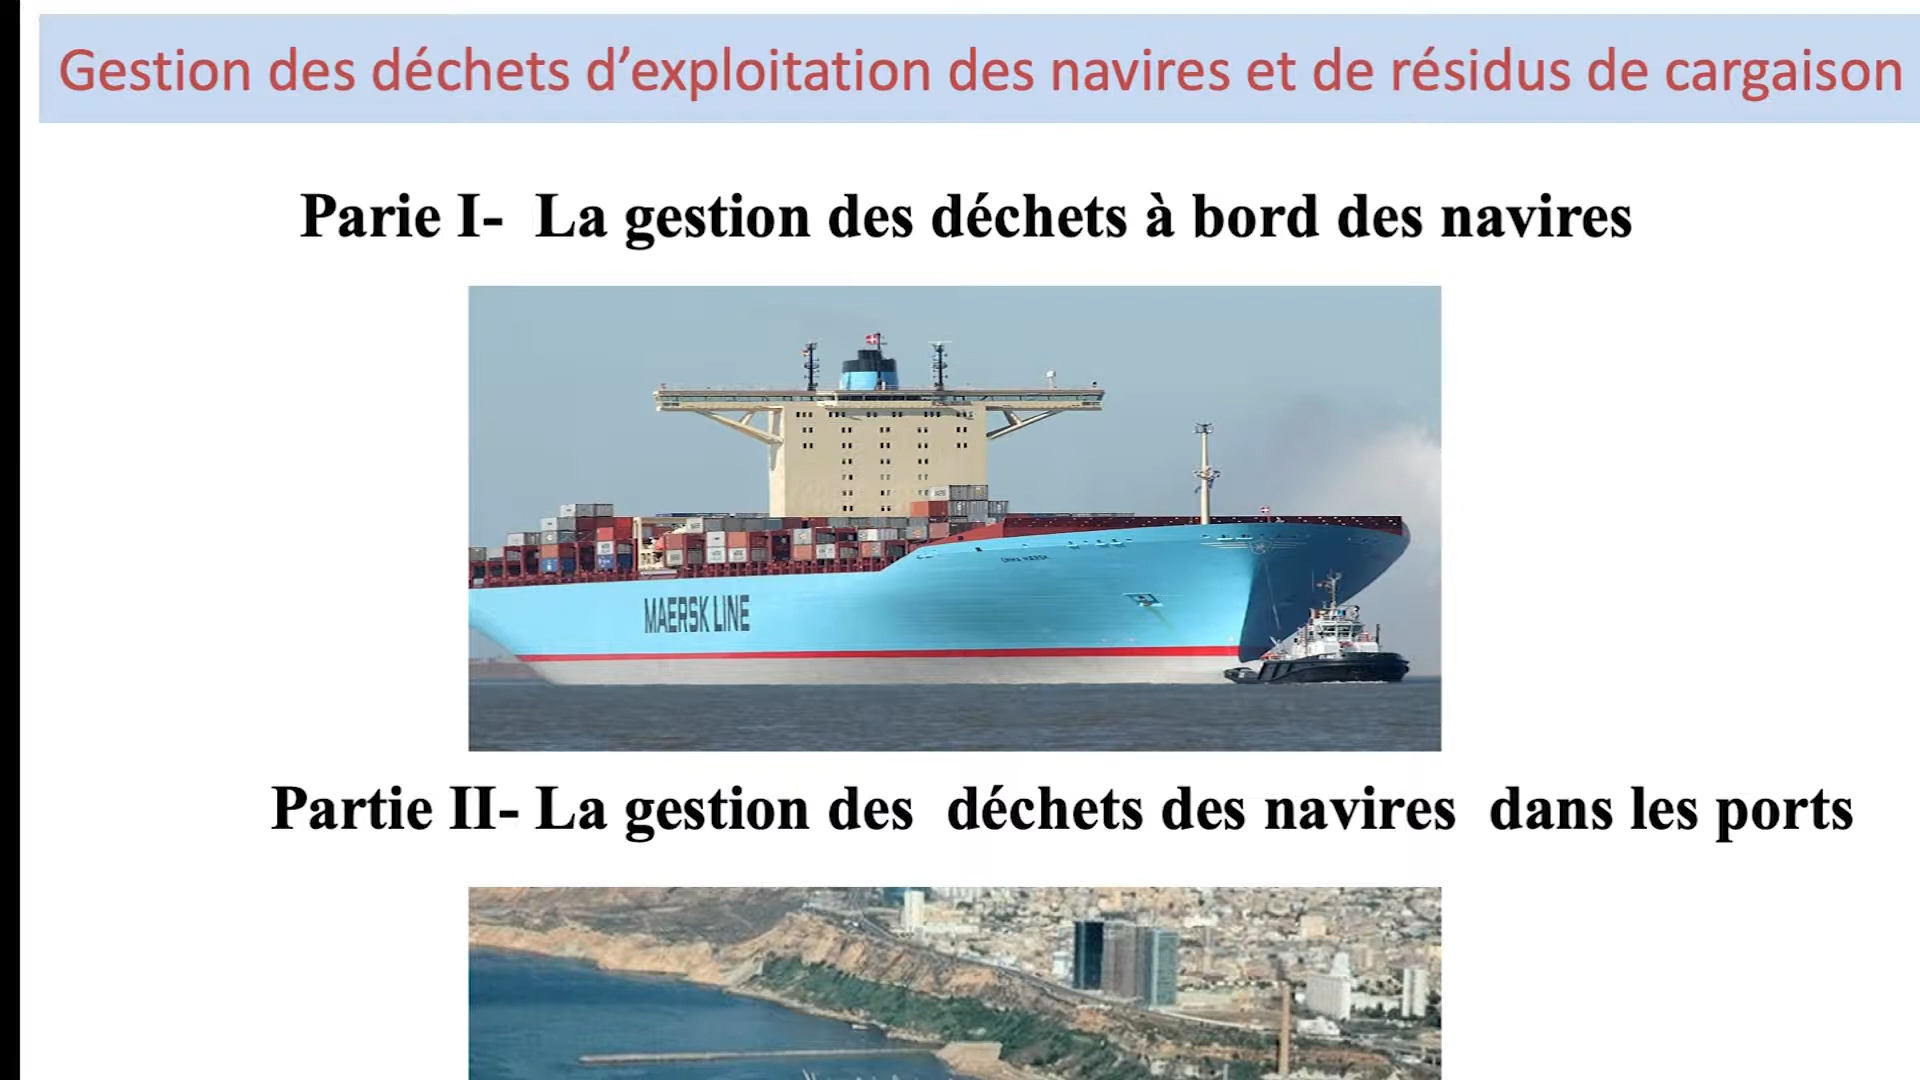 Gestion des déchets d’exploitation des navires et de résidus de cargaison
Parie I- La gestion des déchets à bord des navires
MAERSK LINE
Partie II- La gestion des déchets des navires dans les ports